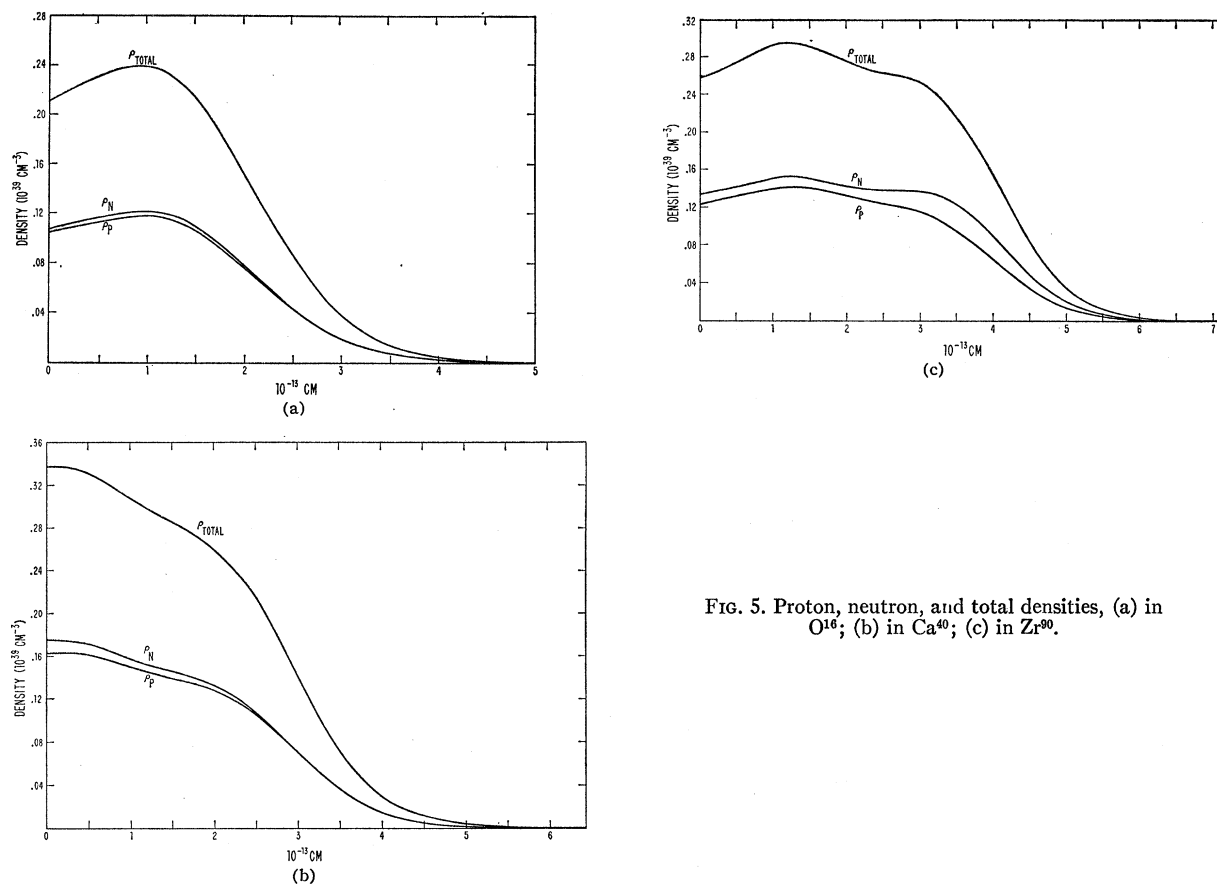 .28
.24
.20
.16
.12
.08
.04
DENSITY (10³⁹ CM⁻³)
ρTOTAL
ρN
ρP
0 1 2 3 4 5
10⁻¹³ CM
(a)
.32
.28
.24
.20
.16
.12
.08
.04
DENSITY (10³⁹ CM⁻³)
ρTOTAL
ρN
ρP
0 1 2 3 4 5 6 7
10⁻¹³ CM
(c)
.36
.32
.28
.24
.20
.16
.12
.08
.04
DENSITY (10³⁹ CM⁻³)
ρTOTAL
ρN
ρP
0 1 2 3 4 5 6
10⁻¹³ CM
(b)
FIG. 5. Proton, neutron, and total densities, (a) in
O¹⁶; (b) in Ca⁴⁰; (c) in Zr⁹⁰.